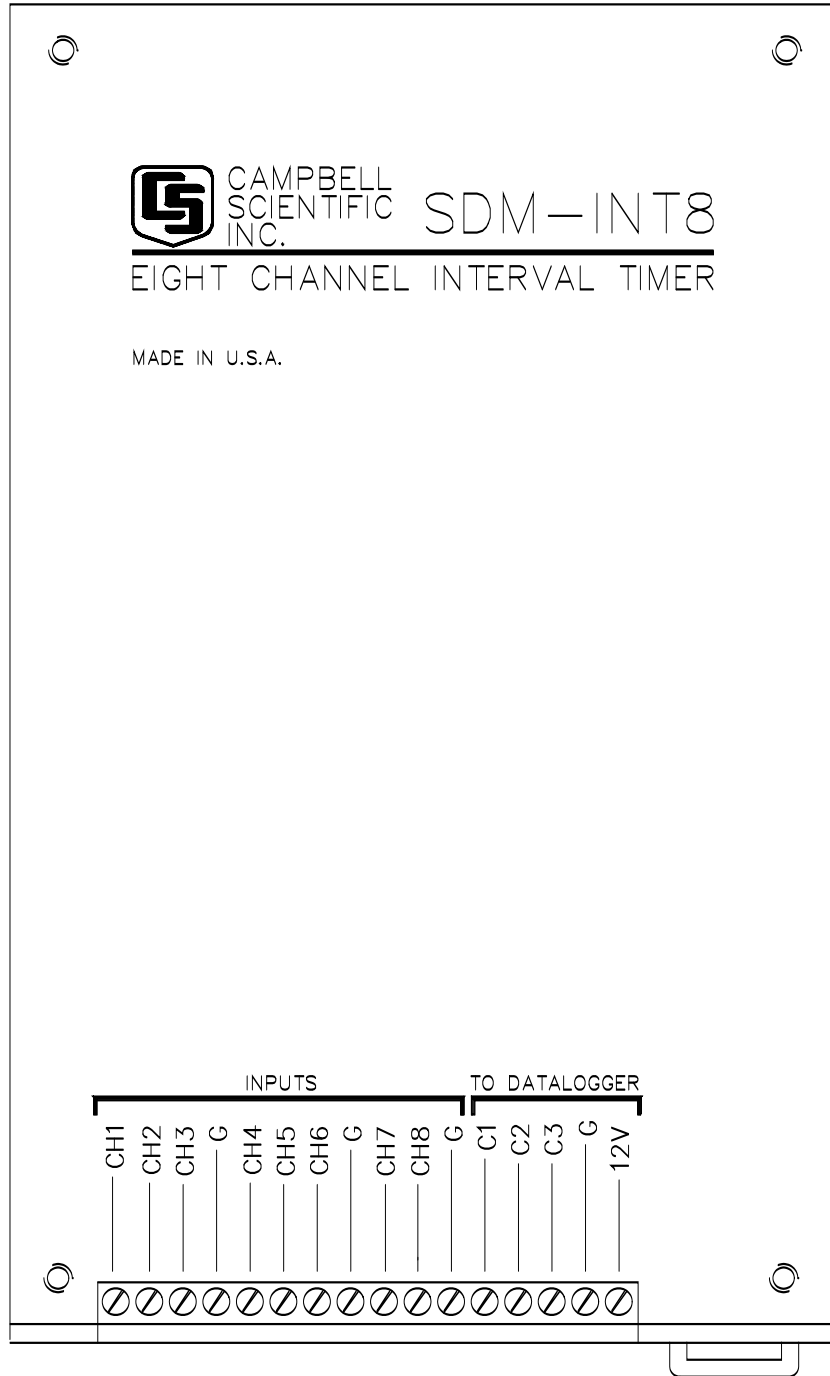 CAMPBELL
SCIENTIFIC
INC.
SDM-INT8
EIGHT CHANNEL INTERVAL TIMER
MADE IN U.S.A.
INPUTS
TO DATALOGGER
CH1
CH2
CH3
G
CH4
CH5
CH6
G
CH7
CH8
G
C1
C2
C3
G
12V